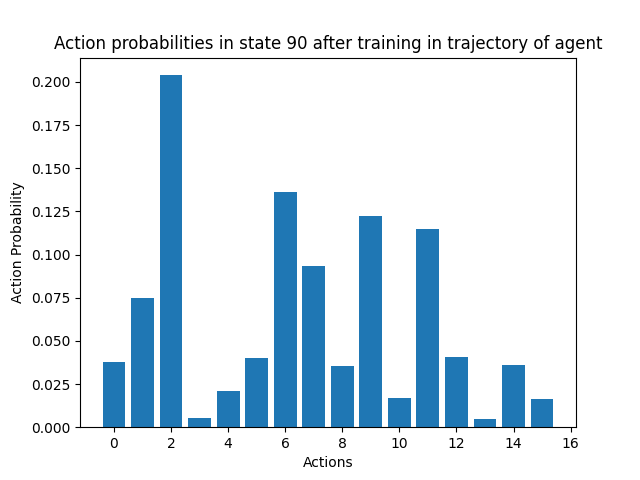 Action probabilities in state 90 after training in trajectory of agent
0.200
0.175
0.150
0.125
0.100
0.075
0.050
0.025
0.000
Action Probability
0 2 4 6 8 10 12 14 16
Actions